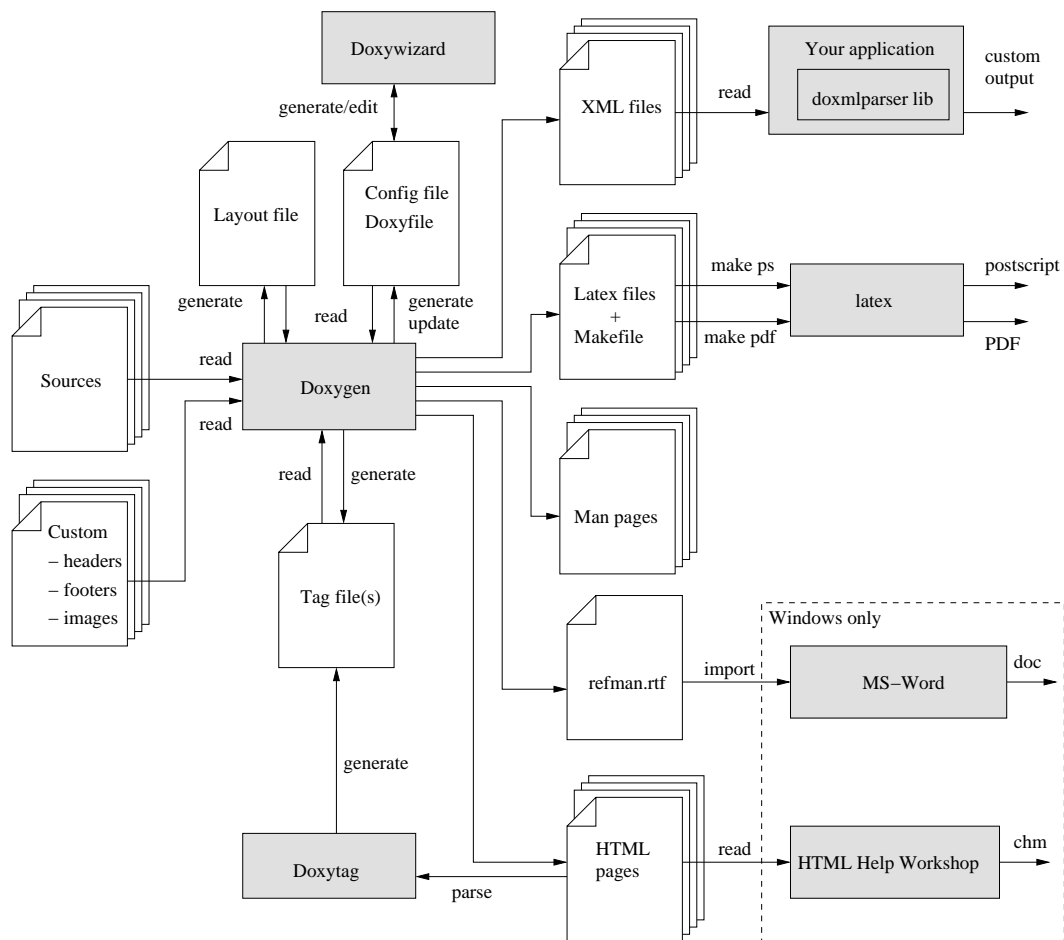 Doxywizard
generate/edit
Layout file
Config file
Doxyfile
generate
read
generate
update
Sources
read
read
Doxygen
Custom
– headers
– footers
– images
read
generate
Tag file(s)
generate
Doxytag
parse
XML files
read
Your application
doxmlparser lib
custom
output
Latex files
+
Makefile
make ps
make pdf
latex
postscript
PDF
Man pages
refman.rtf
import
Windows only
MS–Word
doc
HTML
pages
read
HTML Help Workshop
chm